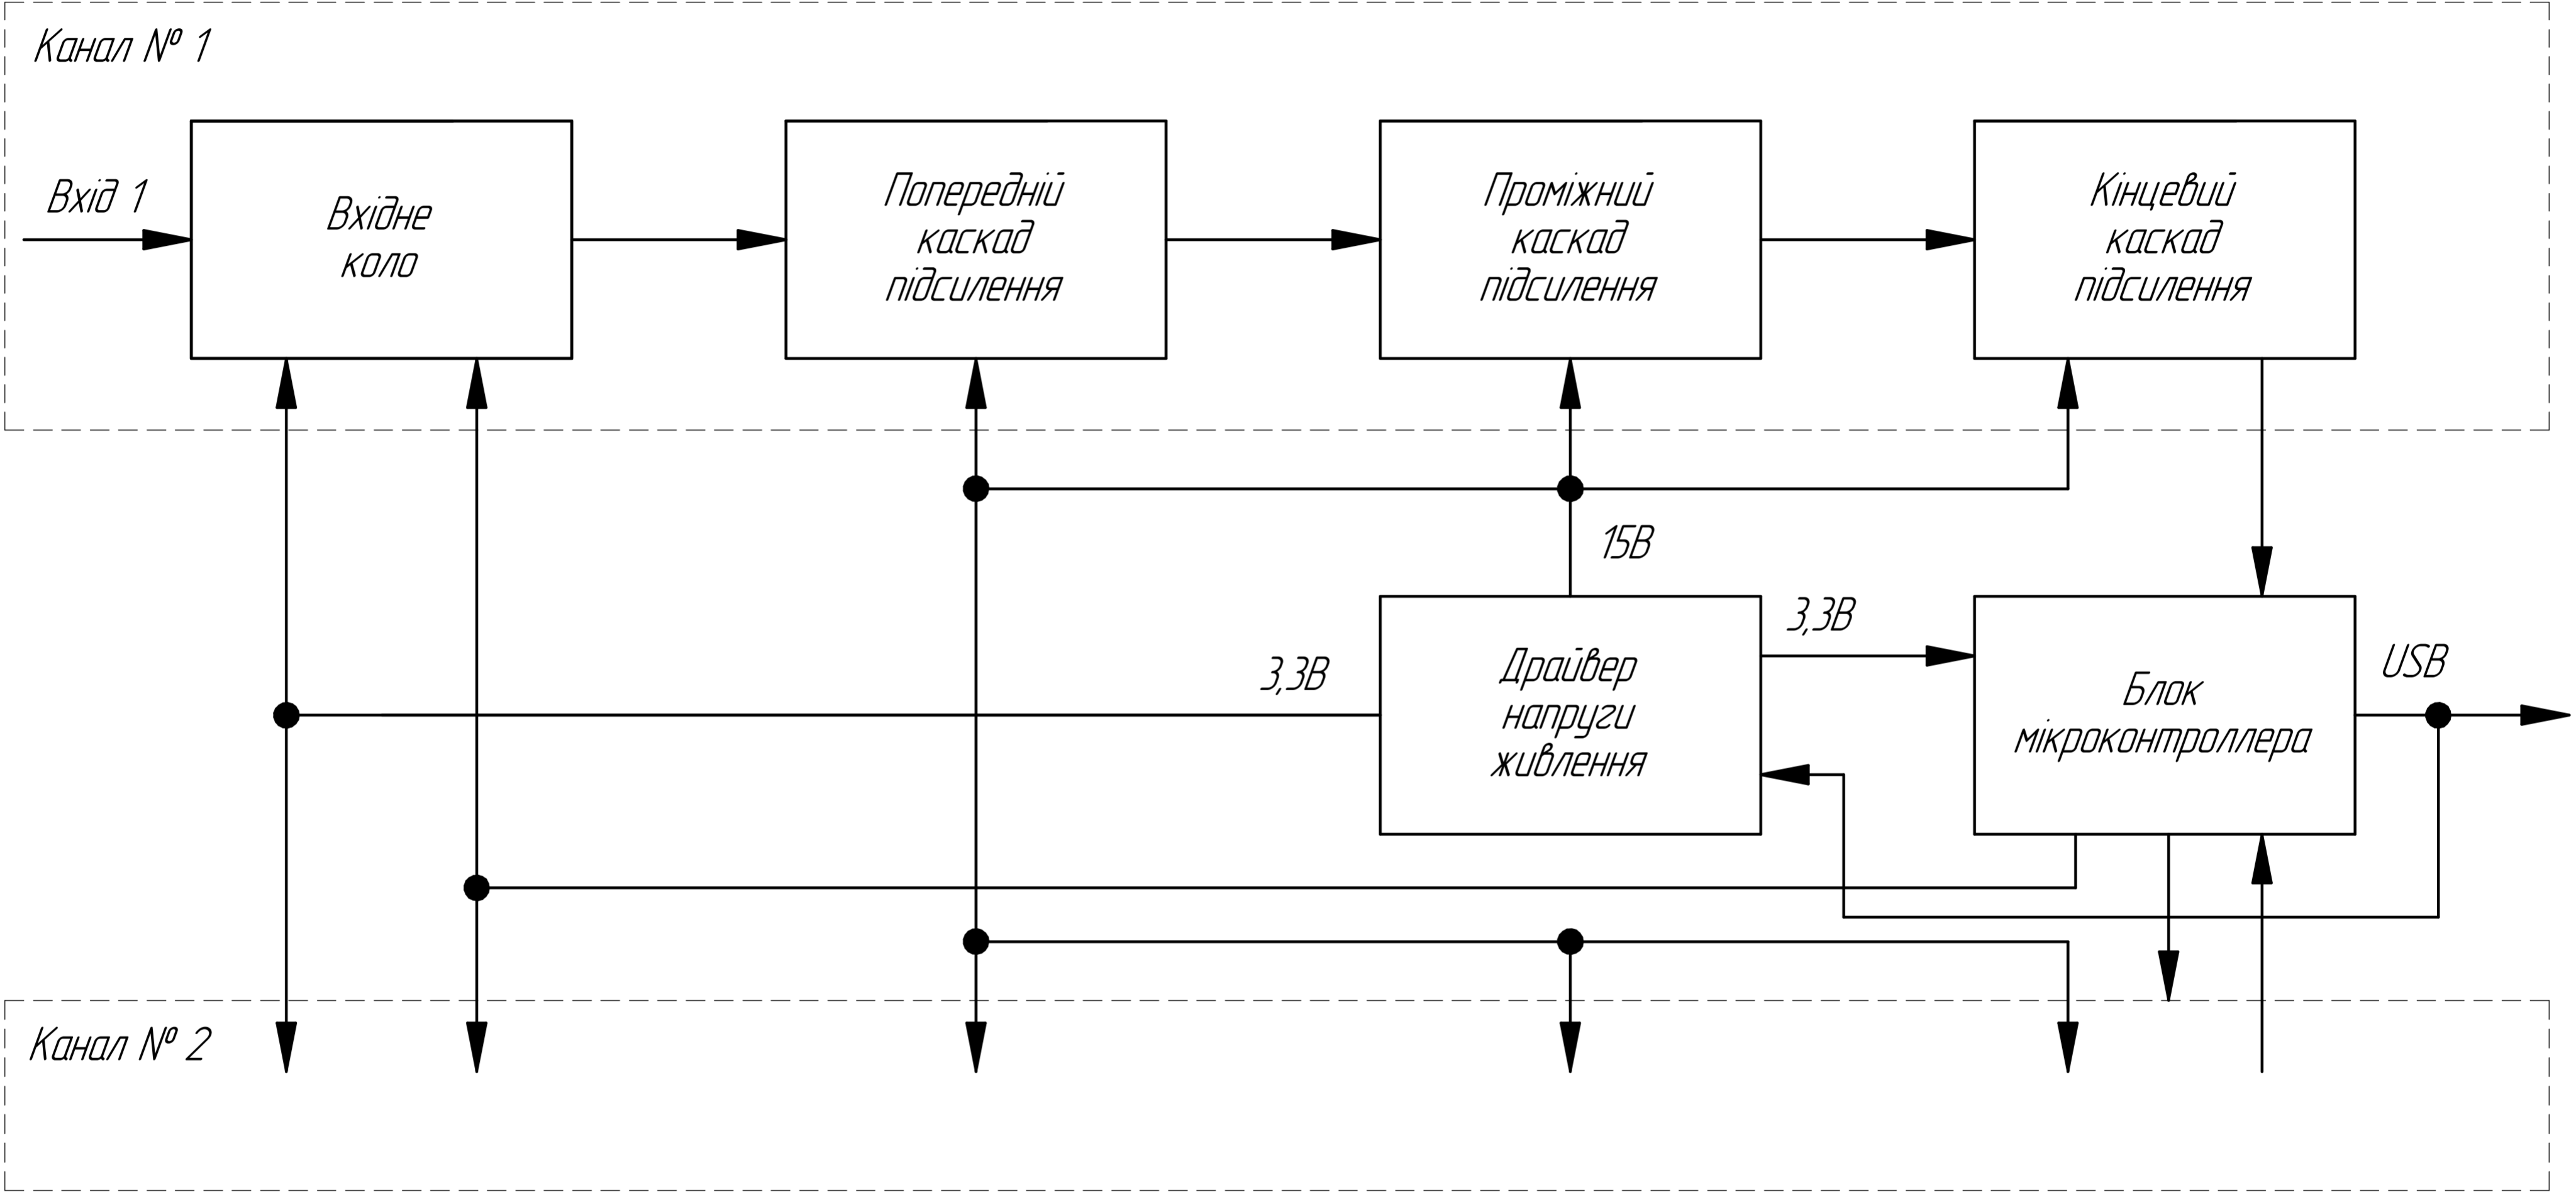 Канал № 1
Вхід 1
Вхідне
коло
Попередній
каскад
підсилення
Проміжний
каскад
підсилення
Кінцевий
каскад
підсилення
15В
3,3В
3,3В
Драйвер
напруги
живлення
Блок
мікроконтроллера
USB
Канал № 2